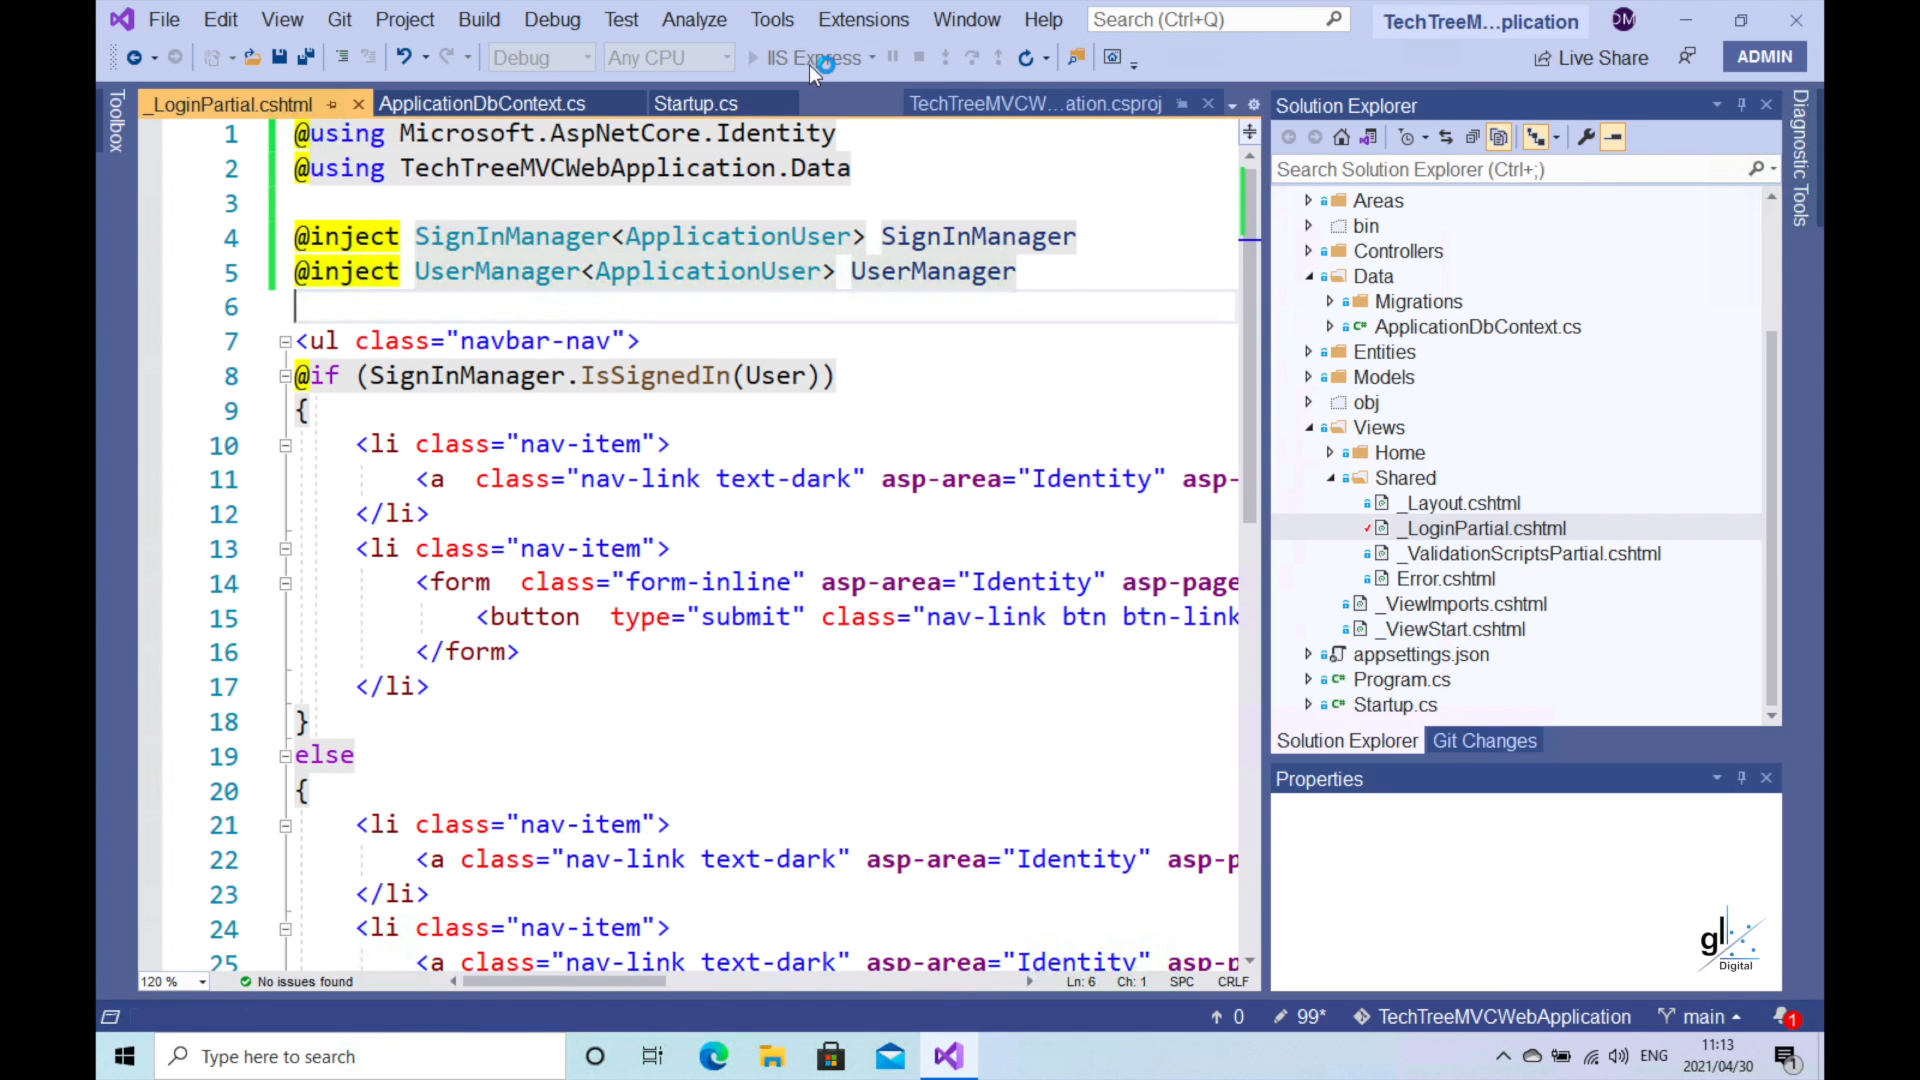 File Edit View Git Project Build Debug Test Analyze Tools Extensions Window Help Search (Ctrl+Q) TechTreeM...plication DM
Debug Any CPU IIS Express Live Share ADMIN
Toolbox
_LoginPartial.cshtml ApplicationDbContext.cs Startup.cs TechTreeMVCW...ation.csproj
1 @using Microsoft.AspNetCore.Identity
2 @using TechTreeMVCWebApplication.Data
3
4 @inject SignInManager<ApplicationUser> SignInManager
5 @inject UserManager<ApplicationUser> UserManager
6
7 <ul class="navbar-nav">
8 @if (SignInManager.IsSignedIn(User))
9 {
10 <li class="nav-item">
11 <a class="nav-link text-dark" asp-area="Identity" asp-
12 </li>
13 <li class="nav-item">
14 <form class="form-inline" asp-area="Identity" asp-page
15 <button type="submit" class="nav-link btn btn-link
16 </form>
17 </li>
18 }
19 else
20 {
21 <li class="nav-item">
22 <a class="nav-link text-dark" asp-area="Identity" asp-p
23 </li>
24 <li class="nav-item">
25 <a class="nav-link text-dark" asp-area="Identity" asp-p
120 % No issues found Ln: 6 Ch: 1 SPC CRLF
Solution Explorer
Search Solution Explorer (Ctrl+;)
Areas
bin
Controllers
Data
Migrations
ApplicationDbContext.cs
Entities
Models
obj
Views
Home
Shared
_Layout.cshtml
_LoginPartial.cshtml
_ValidationScriptsPartial.cshtml
Error.cshtml
_ViewImports.cshtml
_ViewStart.cshtml
appsettings.json
Program.cs
Startup.cs
Solution Explorer Git Changes
Properties
Diagnostic Tools
gl
Digital
0 99* TechTreeMVCWebApplication main 1
Type here to search
ENG 11:13
2021/04/30 1